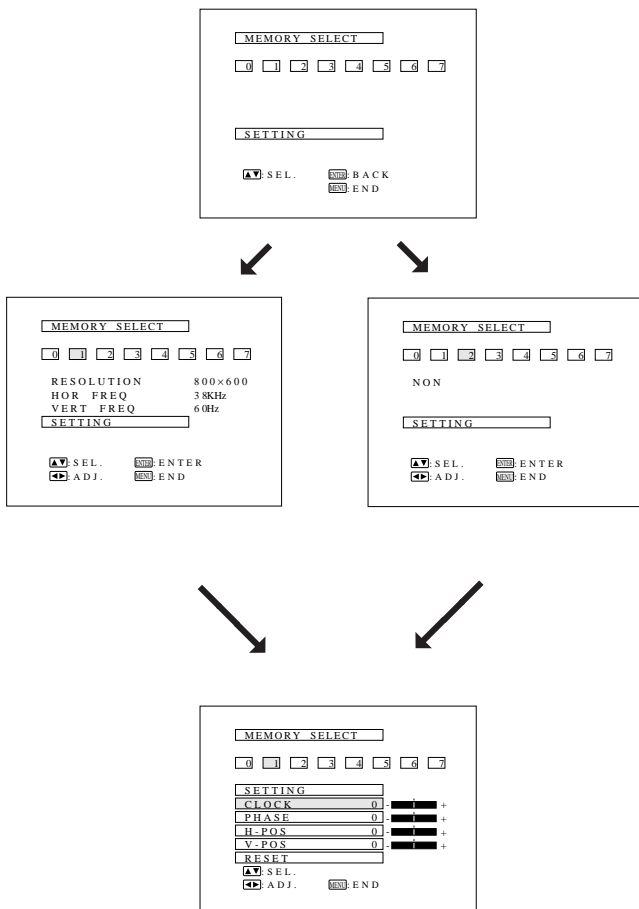 MEMORY SELECT
0 1 2 3 4 5 6 7
SETTING
▲▼:SEL. ENTER:BACK
MENU:END
MEMORY SELECT
0 1 2 3 4 5 6 7
RESOLUTION 800×600
HOR FREQ 38KHz
VERT FREQ 60Hz
SETTING
▲▼:SEL. ENTER:ENTER
◀▶:ADJ. MENU:END
MEMORY SELECT
0 1 2 3 4 5 6 7
NON
SETTING
▲▼:SEL. ENTER:ENTER
◀▶:ADJ. MENU:END
MEMORY SELECT
0 1 2 3 4 5 6 7
SETTING
CLOCK 0 - +
PHASE 0 - +
H-POS 0 - +
V-POS 0 - +
RESET
▲▼:SEL.
◀▶:ADJ. MENU:END